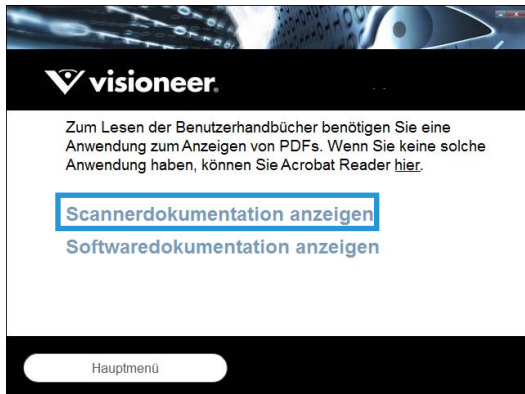 visioneer.
Zum Lesen der Benutzerhandbücher benötigen Sie eine
Anwendung zum Anzeigen von PDFs. Wenn Sie keine solche
Anwendung haben, können Sie Acrobat Reader hier.
Scannerdokumentation anzeigen
Softwaredokumentation anzeigen
Hauptmenü